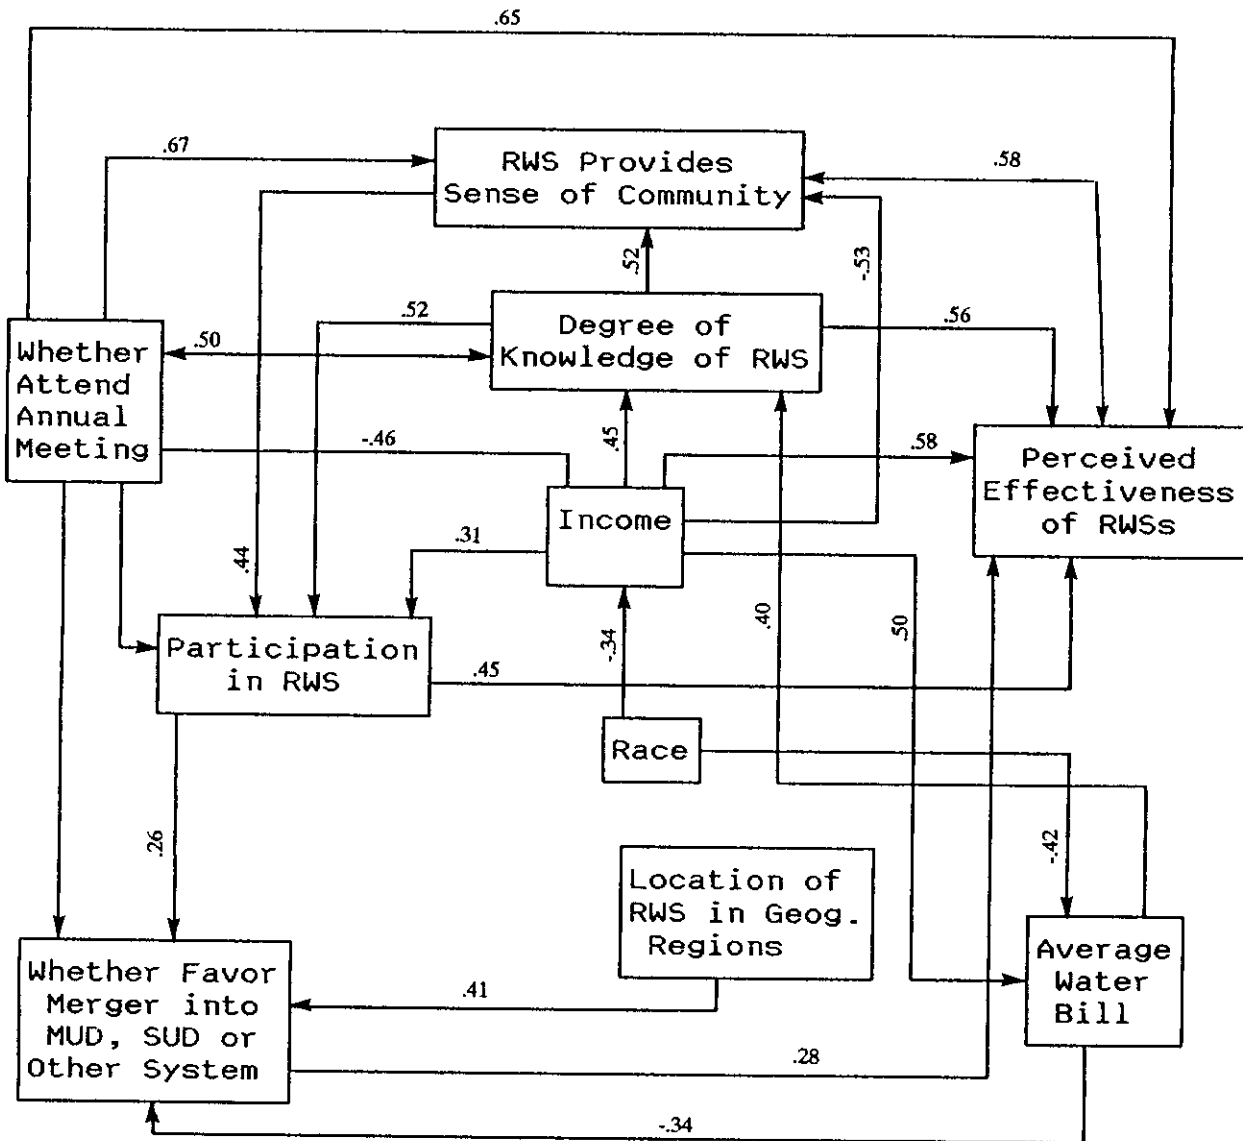 .65
.67
RWS Provides
Sense of Community
.58
.52
-.53
.52
Degree of
Knowledge of RWS
.56
.50
Whether
Attend
Annual
Meeting
-.46
.45
.58
Perceived
Effectiveness
of RWSs
Income
.44
.31
.40
.50
Participation
in RWS
-.34
.45
Race
.26
-.42
Location of
RWS in Geog.
Regions
Average
Water
Bill
Whether Favor
Merger into
MUD, SUD or
Other System
.41
.28
-.34